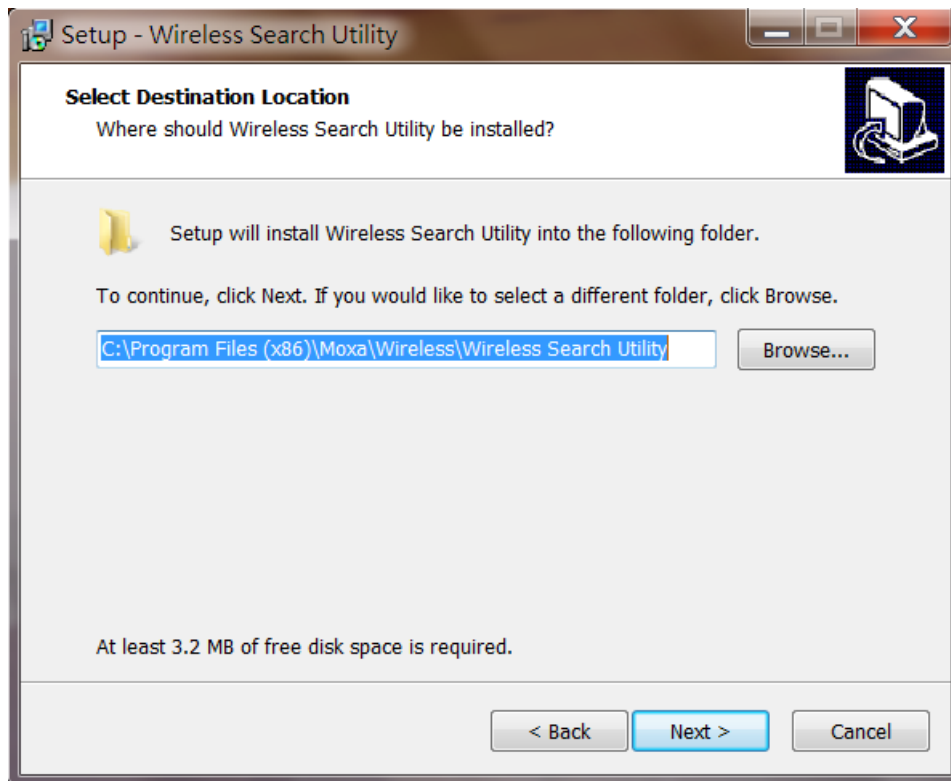 Setup - Wireless Search Utility
Select Destination Location
Where should Wireless Search Utility be installed?
Setup will install Wireless Search Utility into the following folder.
To continue, click Next. If you would like to select a different folder, click Browse.
C:\Program Files (x86)\Moxa\Wireless\Wireless Search Utility
Browse...
At least 3.2 MB of free disk space is required.
< Back
Next >
Cancel